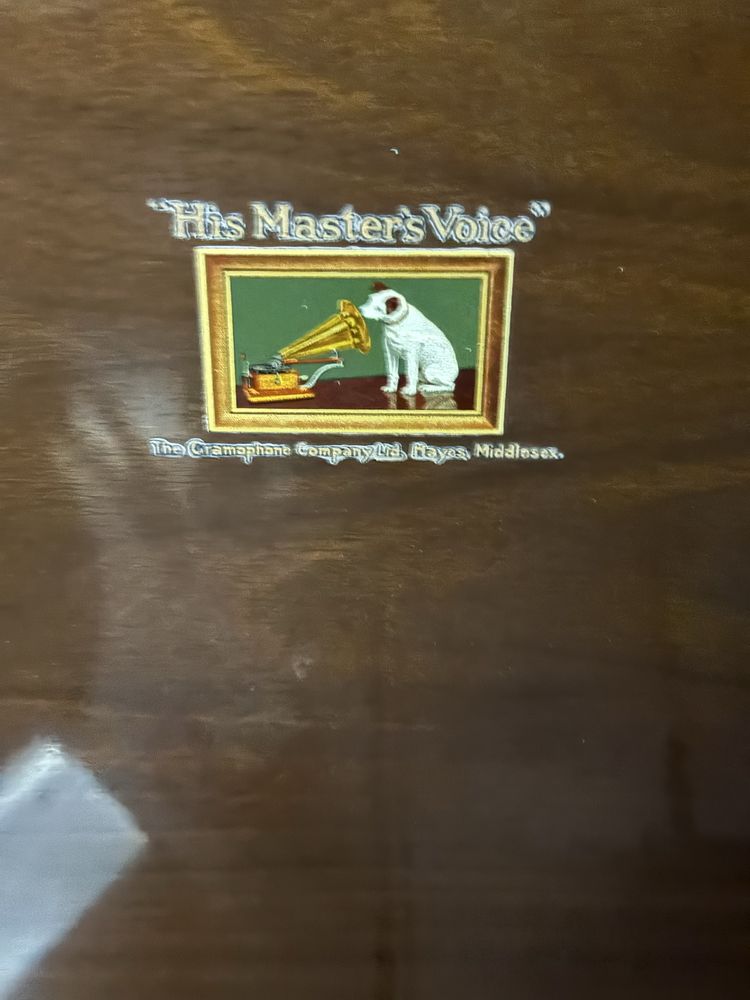 "His Master's Voice"
The Gramophone Company Ltd, Hayes, Middlesex.